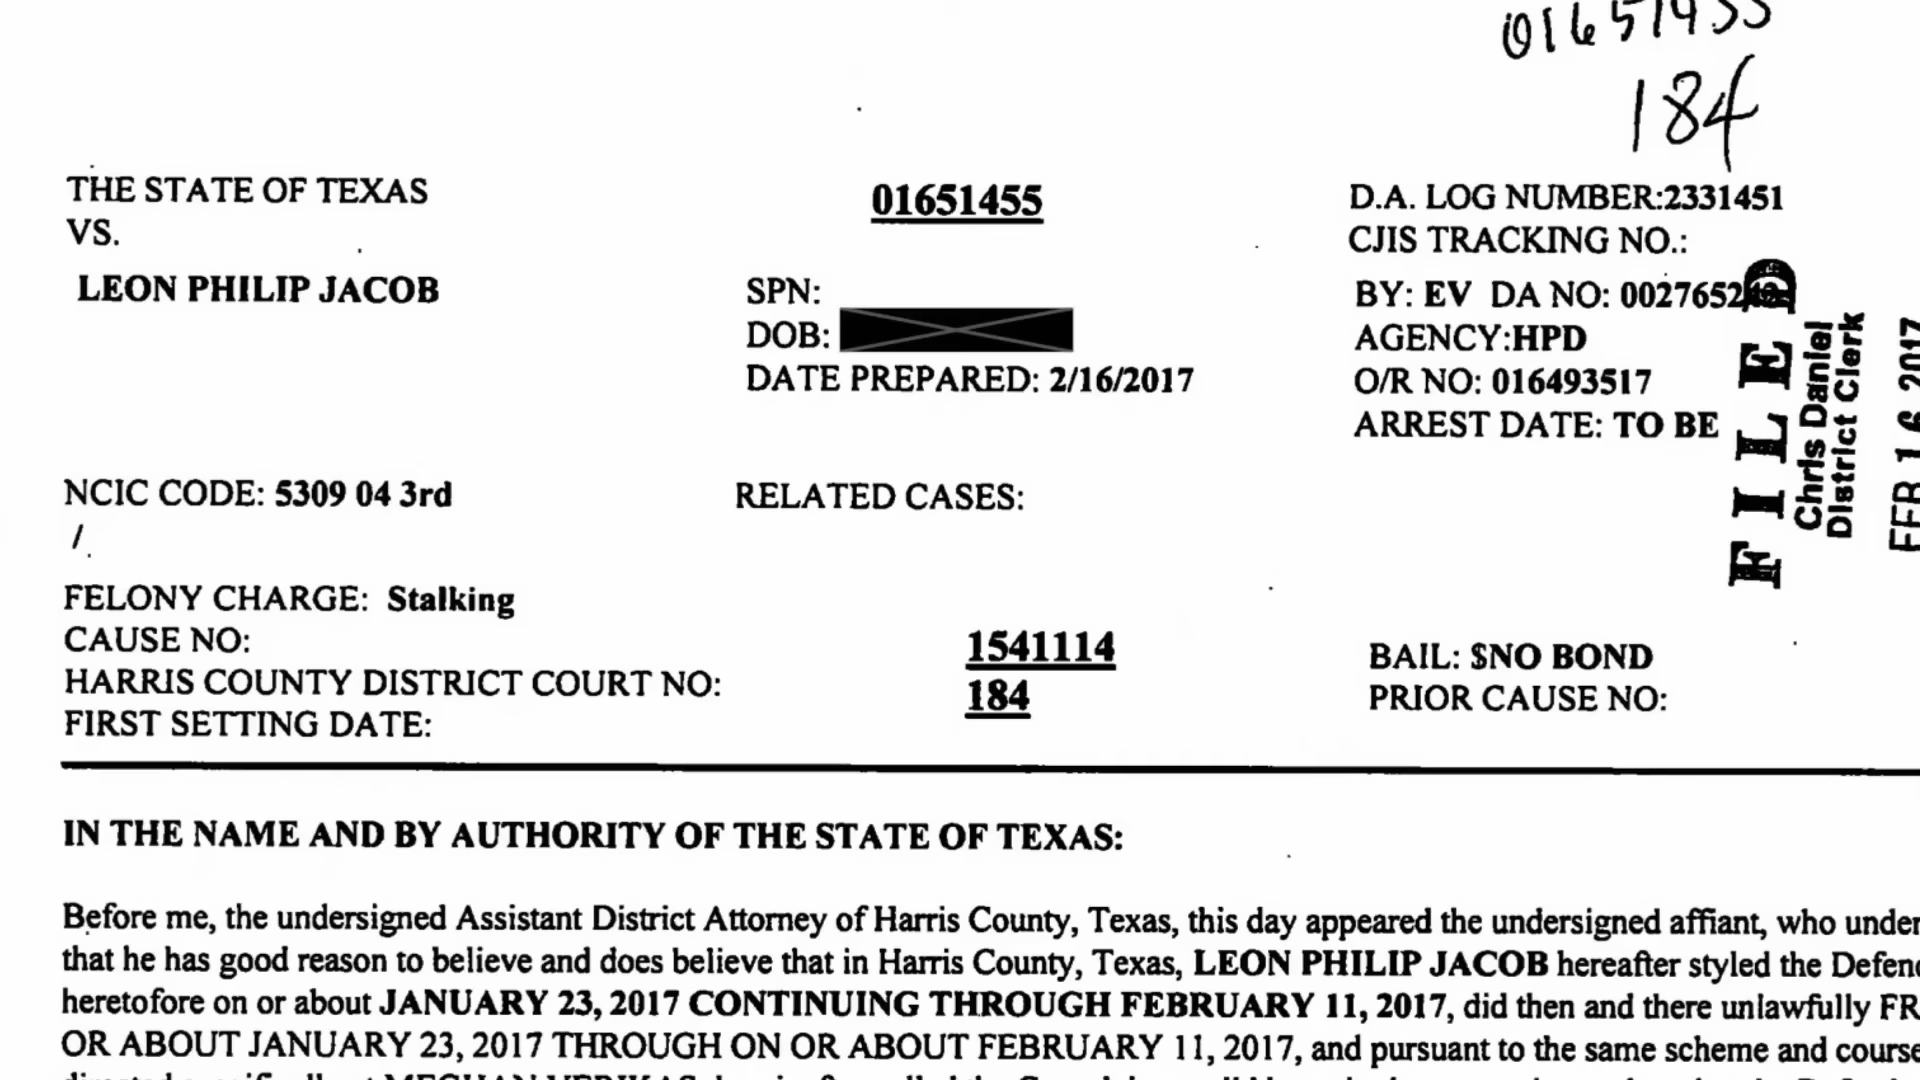 184
THE STATE OF TEXAS
VS.
LEON PHILIP JACOB
01651455
SPN:
DOB:
DATE PREPARED: 2/16/2017
D.A. LOG NUMBER:2331451
CJIS TRACKING NO.:
BY: EV DA NO: 002765
AGENCY:HPD
O/R NO: 016493517
ARREST DATE: TO BE
FILED
Chris Daniel
District Clerk
FEB 16 2017
NCIC CODE: 5309 04 3rd
/
RELATED CASES:
FELONY CHARGE: Stalking
CAUSE NO:
HARRIS COUNTY DISTRICT COURT NO:
FIRST SETTING DATE:
1541114
184
BAIL: $NO BOND
PRIOR CAUSE NO:
IN THE NAME AND BY AUTHORITY OF THE STATE OF TEXAS:
Before me, the undersigned Assistant District Attorney of Harris County, Texas, this day appeared the undersigned affiant, who under
that he has good reason to believe and does believe that in Harris County, Texas, LEON PHILIP JACOB hereafter styled the Defen
heretofore on or about JANUARY 23, 2017 CONTINUING THROUGH FEBRUARY 11, 2017, did then and there unlawfully FR
OR ABOUT JANUARY 23, 2017 THROUGH ON OR ABOUT FEBRUARY 11, 2017, and pursuant to the same scheme and course